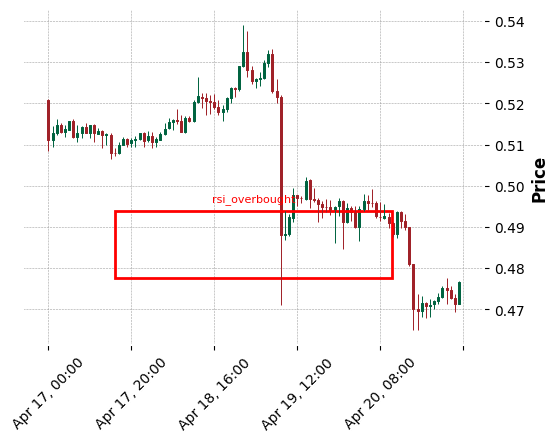 0.54
0.53
0.52
0.51
0.50
0.49
0.48
0.47
Price
rsi_overbought
Apr 17, 00:00
Apr 17, 20:00
Apr 18, 16:00
Apr 19, 12:00
Apr 20, 08:00